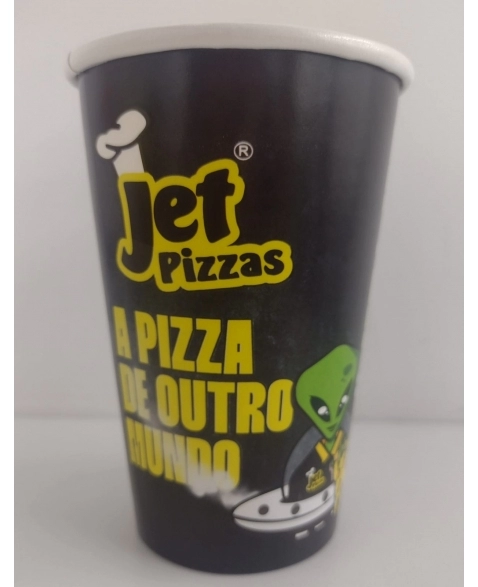 ®
Jet
Pizzas
A PIZZA
DE OUTRO
MUNDO